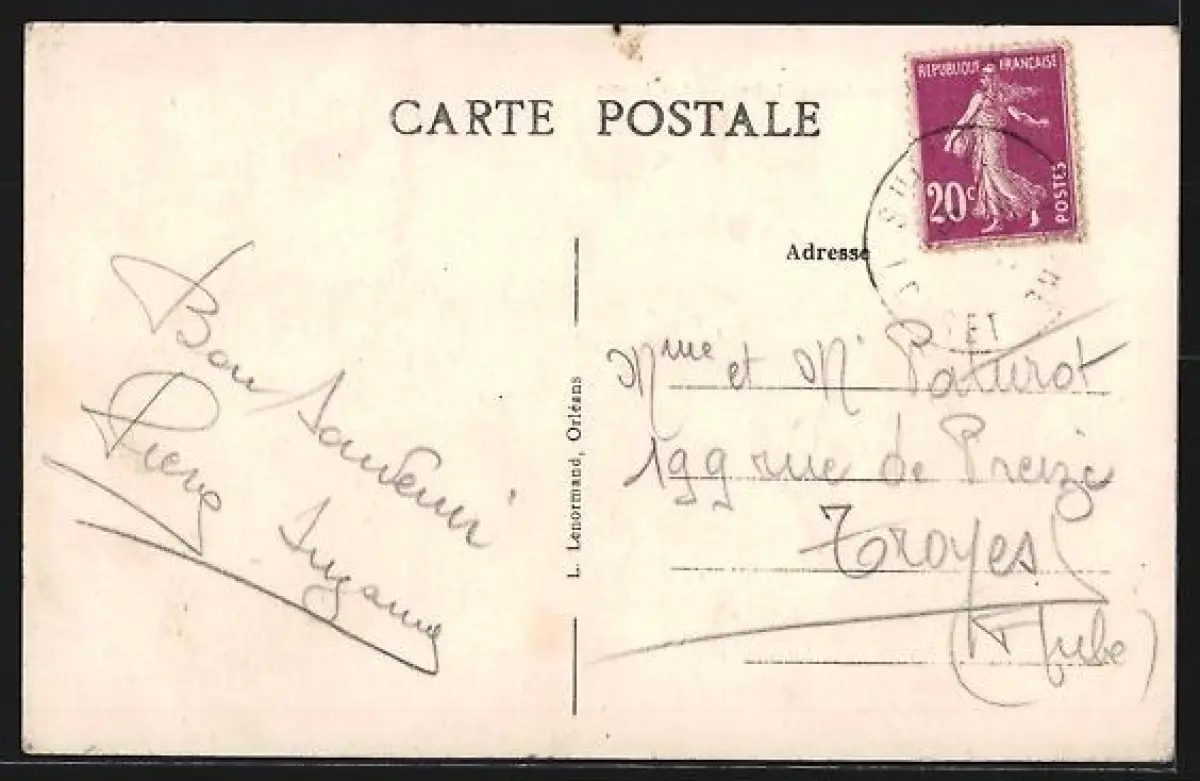 CARTE POSTALE
REPUBLIQUE FRANÇAISE
20c
POSTES
Adresse
Bon Souvenir
Suzanne
L. Lenormand, Orléans
Mme et Mr Paturot
199 rue de Preize
Troyes
(Aube)